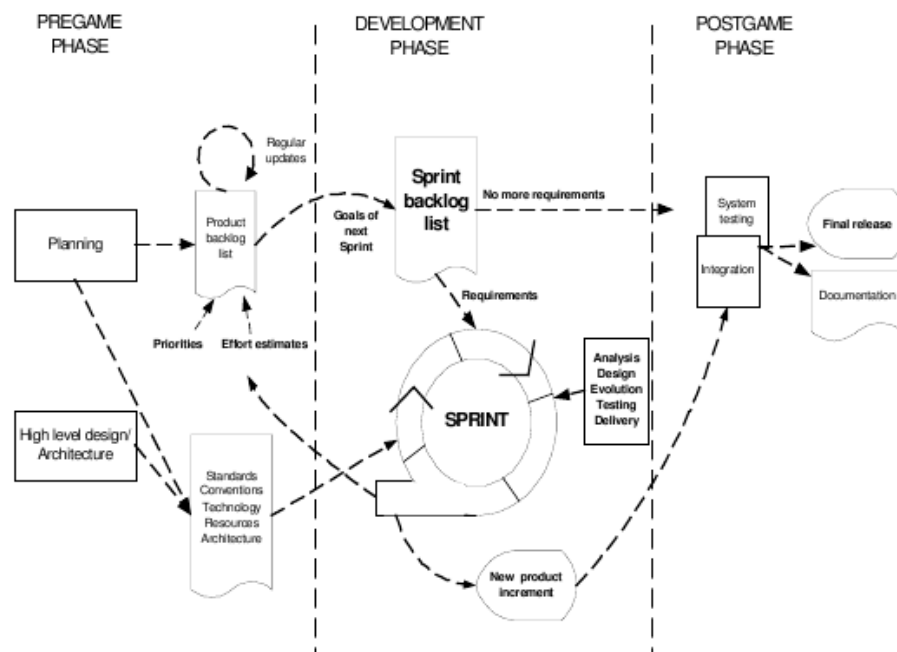 PREGAME
PHASE
DEVELOPMENT
PHASE
POSTGAME
PHASE
Regular
updates
Planning
Product
backlog
list
Goals of
next
Sprint
Sprint
backlog
list
No more requirements
System
testing
Integration
Final release
Documentation
Priorities
Effort estimates
Requirements
High level design/
Architecture
Standards
Conventions
Technology
Resources
Architecture
SPRINT
Analysis
Design
Evolution
Testing
Delivery
New product
increment